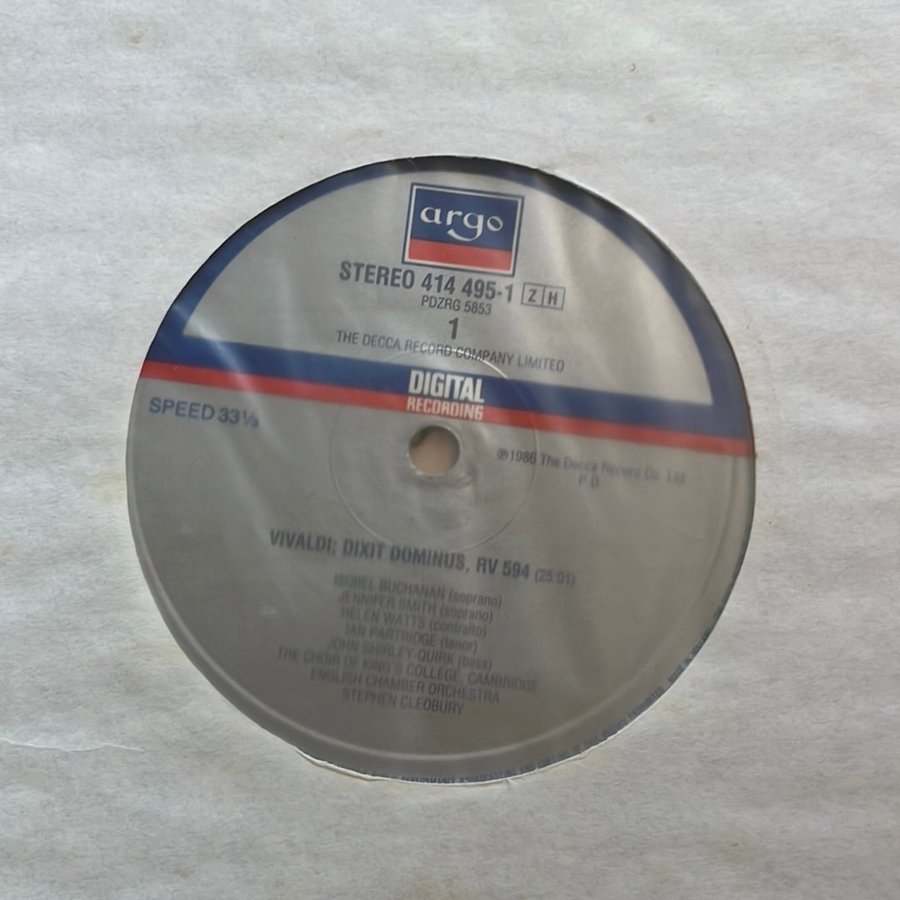 argo
STEREO 414 495-1 Z H
PDZRG 5853
1
THE DECCA RECORD COMPANY LIMITED
DIGITAL
RECORDING
SPEED 33⅓
℗1986 The Decca Record Co. Ltd
P.D.
VIVALDI; DIXIT DOMINUS, RV 594 (25:01)
ISOBEL BUCHANAN (soprano)
JENNIFER SMITH (soprano)
HELEN WATTS (contralto)
IAN PARTRIDGE (tenor)
JOHN SHIRLEY-QUIRK (bass)
THE CHOIR OF KING'S COLLEGE, CAMBRIDGE
ENGLISH CHAMBER ORCHESTRA
STEPHEN CLEOBURY